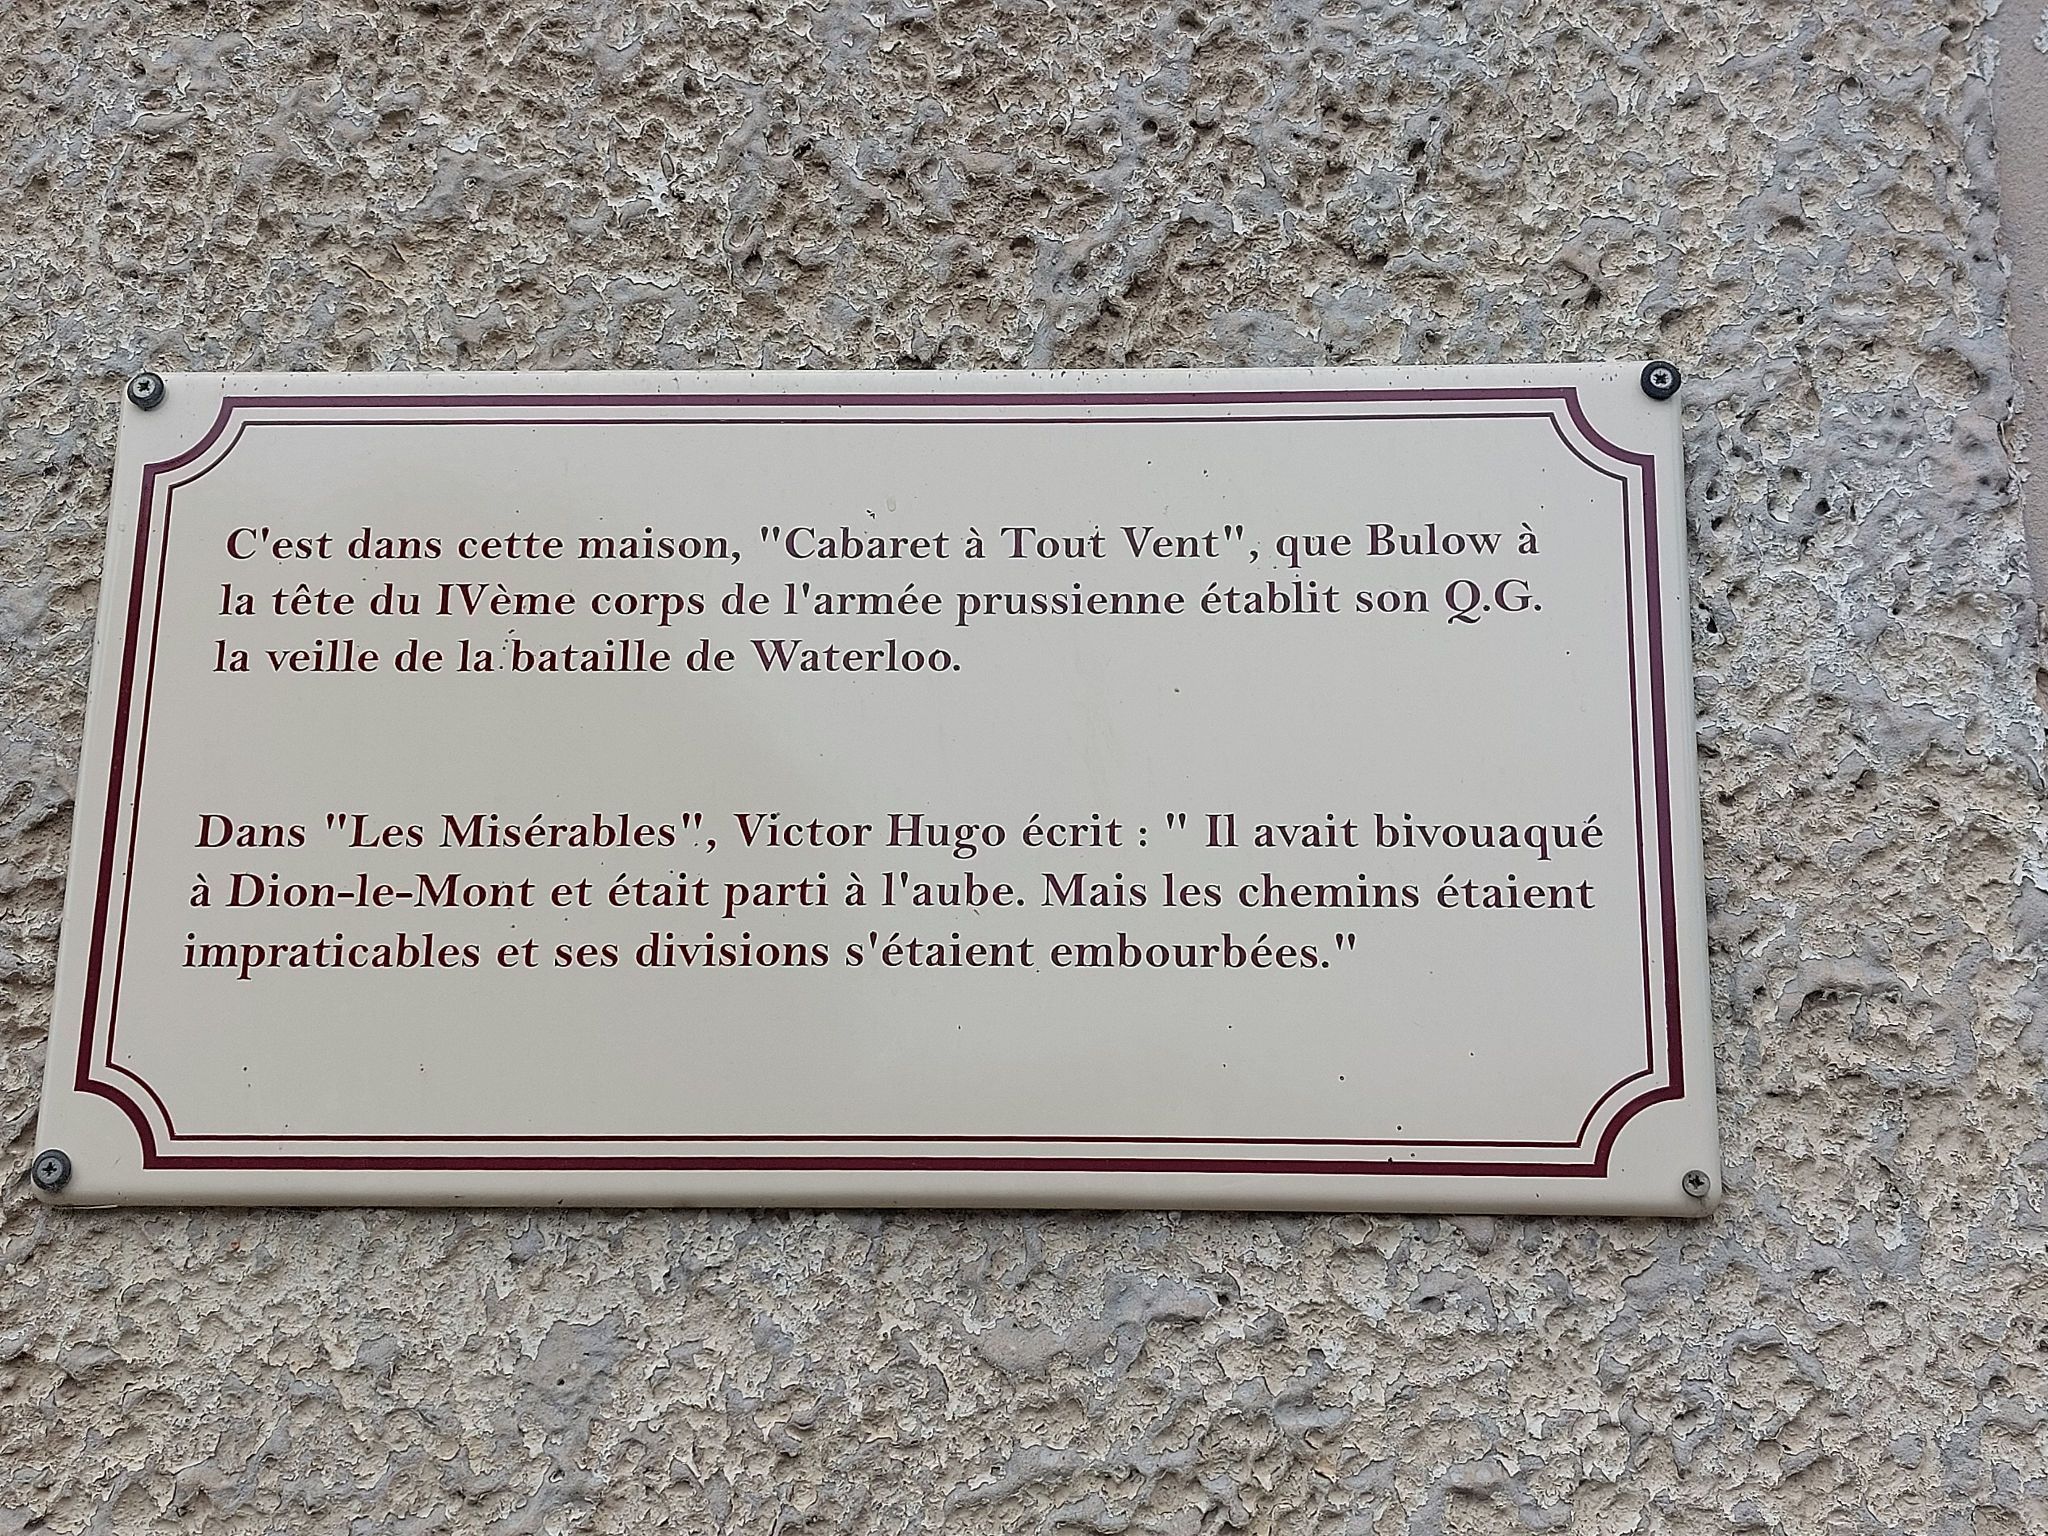 C'est dans cette maison, "Cabaret à Tout Vent", que Bulow à
la tête du IVème corps de l'armée prussienne établit son Q.G.
la veille de la bataille de Waterloo.
Dans "Les Misérables", Victor Hugo écrit : " Il avait bivouaqué
à Dion-le-Mont et était parti à l'aube. Mais les chemins étaient
impraticables et ses divisions s'étaient embourbées."